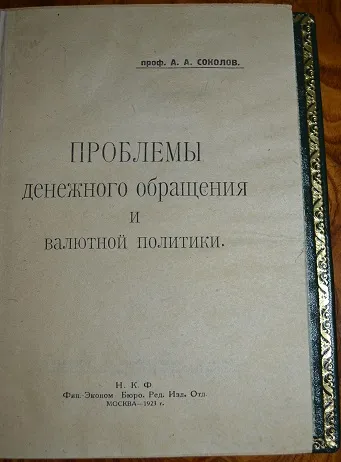 проф. А. А. СОКОЛОВ.
ПРОБЛЕМЫ
денежного обращения
и
валютной политики.
Н. К. Ф
Фин.-Эконом Бюро. Ред. Изд. Отд.
МОСКВА—1923 г.